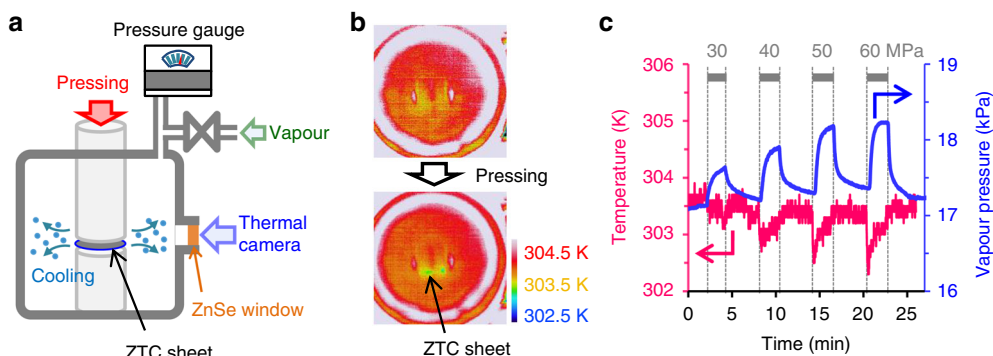 a
Pressure gauge
Pressing
Vapour
Thermal
camera
Cooling
ZnSe window
ZTC sheet
b
Pressing
304.5 K
303.5 K
302.5 K
ZTC sheet
c
30 40 50 60 MPa
306
305
304
303
302
Temperature (K)
19
18
17
16
Vapour pressure (kPa)
0 5 10 15 20 25
Time (min)